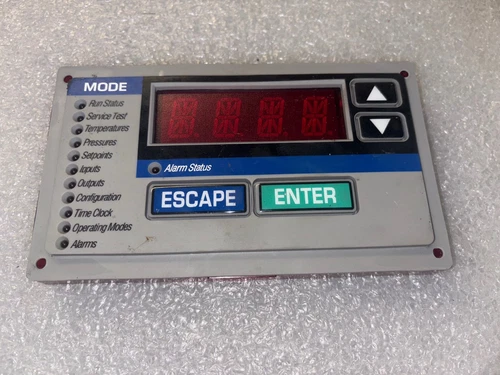 MODE
Run Status
Service Test
Temperatures
Pressures
Setpoints
Inputs
Outputs
Configuration
Time Clock
Operating Modes
Alarms
Alarm Status
ESCAPE
ENTER